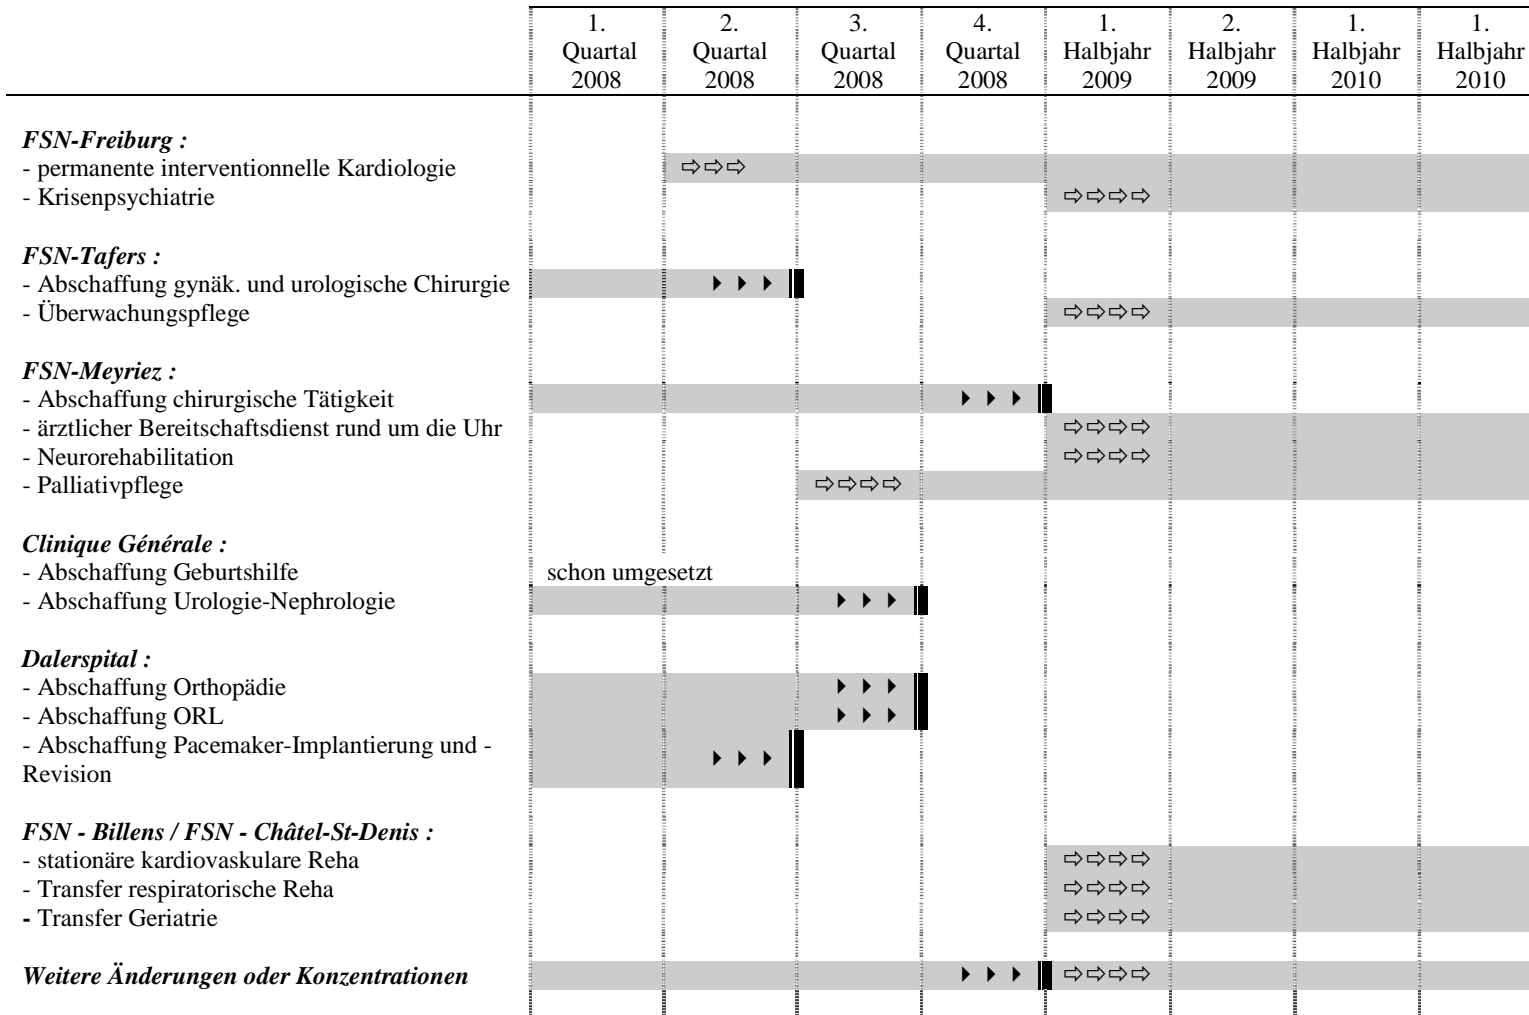 1. 2. 3. 4. 1. 2. 1. 1.
Quartal Quartal Quartal Quartal Halbjahr Halbjahr Halbjahr Halbjahr
2008 2008 2008 2008 2009 2009 2010 2010
FSN-Freiburg :
- permanente interventionnelle Kardiologie
- Krisenpsychiatrie
FSN-Tafers :
- Abschaffung gynäk. und urologische Chirurgie
- Überwachungspflege
FSN-Meyriez :
- Abschaffung chirurgische Tätigkeit
- ärztlicher Bereitschaftsdienst rund um die Uhr
- Neurorehabilitation
- Palliativpflege
Clinique Générale :
- Abschaffung Geburtshilfe schon umgesetzt
- Abschaffung Urologie-Nephrologie
Dalerspital :
- Abschaffung Orthopädie
- Abschaffung ORL
- Abschaffung Pacemaker-Implantierung und -
Revision
FSN - Billens / FSN - Châtel-St-Denis :
- stationäre kardiovaskulare Reha
- Transfer respiratorische Reha
- Transfer Geriatrie
Weitere Änderungen oder Konzentrationen